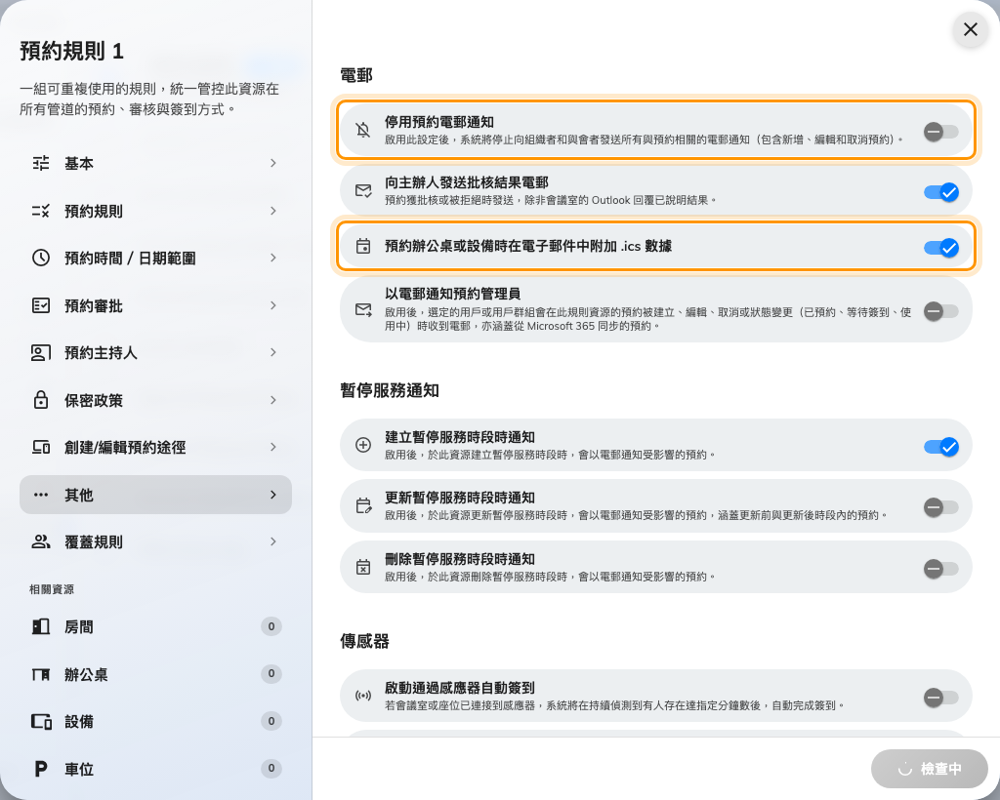 預約規則 1
一組可重複使用的規則，統一管控此資源在
所有管道的預約、審核與簽到方式。
基本
預約規則
預約時間 / 日期範圍
預約審批
預約主持人
保密政策
創建/編輯預約途徑
其他
覆蓋規則
相關資源
房間 0
辦公桌 0
設備 0
車位 0
電郵
停用預約電郵通知
啟用此設定後，系統將停止向組織者和與會者發送所有與預約相關的電郵通知（包含新增、編輯和取消預約）。
向主辦人發送批核結果電郵
預約獲批核或被拒絕時發送，除非會議室的 Outlook 回覆已說明結果。
預約辦公桌或設備時在電子郵件中附加 .ics 數據
以電郵通知預約管理員
啟用後，選定的用戶或用戶群組會在此規則資源的預約被建立、編輯、取消或狀態變更（已預約、等待簽到、使
用中）時收到電郵，亦涵蓋從 Microsoft 365 同步的預約。
暫停服務通知
建立暫停服務時段時通知
啟用後，於此資源建立暫停服務時段時，會以電郵通知受影響的預約。
更新暫停服務時段時通知
啟用後，於此資源更新暫停服務時段時，會以電郵通知受影響的預約，涵蓋更新前與更新後時段內的預約。
刪除暫停服務時段時通知
啟用後，於此資源刪除暫停服務時段時，會以電郵通知受影響的預約。
傳感器
啟動通過感應器自動簽到
若會議室或座位已連接到感應器，系統將在持續偵測到有人存在達指定分鐘數後，自動完成簽到。
檢查中